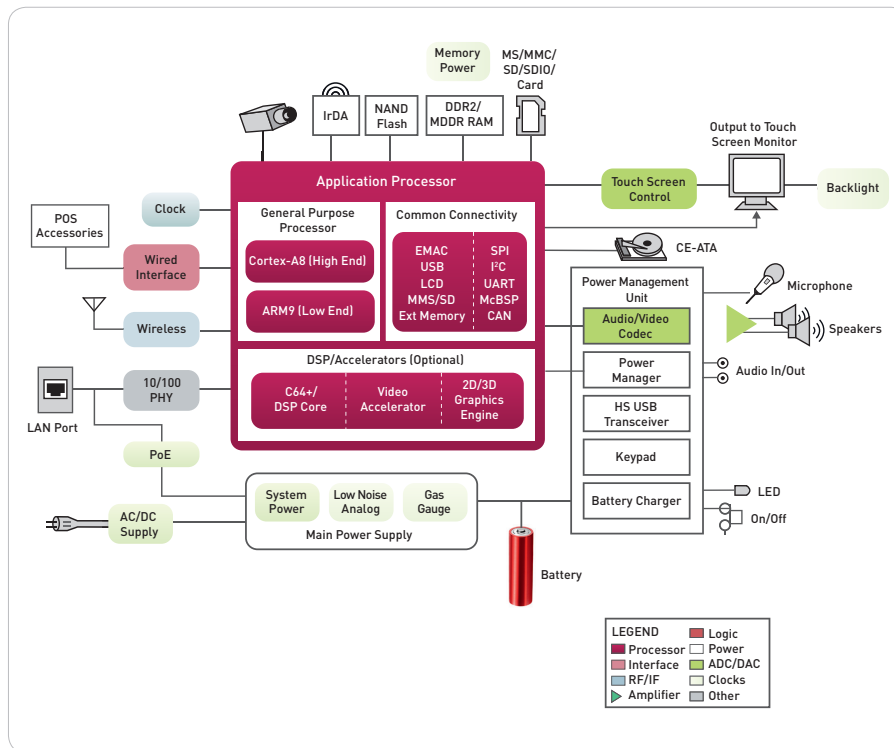 Memory
Power
MS/MMC/
SD/SDIO/
Card
IrDA
NAND
Flash
DDR2/
MDDR RAM
Output to Touch
Screen Monitor
Application Processor
Touch Screen
Control
Backlight
Clock
POS
Accessories
General Purpose
Processor
Common Connectivity
CE-ATA
Wired
Interface
Cortex-A8 (High End)
ARM9 (Low End)
EMAC
USB
LCD
MMS/SD
Ext Memory
SPI
I²C
UART
McBSP
CAN
Wireless
Power Management
Unit
Microphone
Audio/Video
Codec
Speakers
DSP/Accelerators (Optional)
Power
Manager
Audio In/Out
10/100
PHY
C64+/
DSP Core
Video
Accelerator
2D/3D
Graphics
Engine
LAN Port
HS USB
Transceiver
PoE
Keypad
System
Power
Low Noise
Analog
Gas
Gauge
Battery Charger
LED
AC/DC
Supply
Main Power Supply
On/Off
Battery
LEGEND
Processor
Interface
RF/IF
Amplifier
Logic
Power
ADC/DAC
Clocks
Other